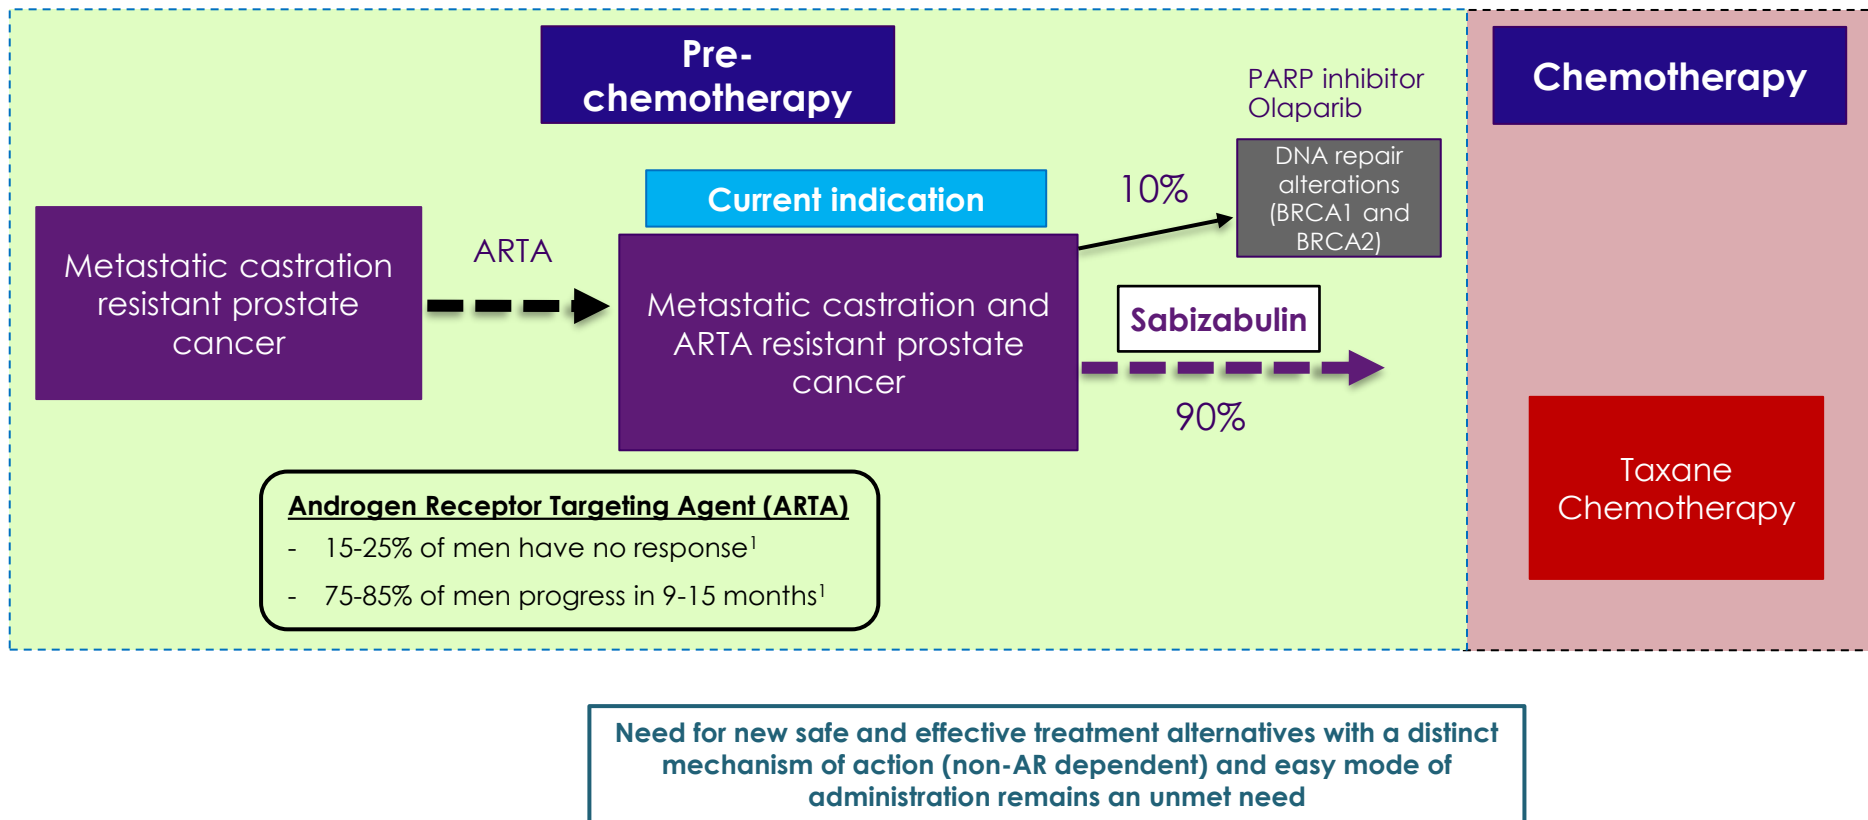 Pre-
chemotherapy
Chemotherapy
PARP inhibitor
Olaparib
DNA repair
alterations
(BRCA1 and
BRCA2)
10%
Current indication
Metastatic castration
resistant prostate
cancer
ARTA
Metastatic castration and
ARTA resistant prostate
cancer
Sabizabulin
90%
Taxane
Chemotherapy
Androgen Receptor Targeting Agent (ARTA)
- 15-25% of men have no response¹
- 75-85% of men progress in 9-15 months¹
Need for new safe and effective treatment alternatives with a distinct
mechanism of action (non-AR dependent) and easy mode of
administration remains an unmet need